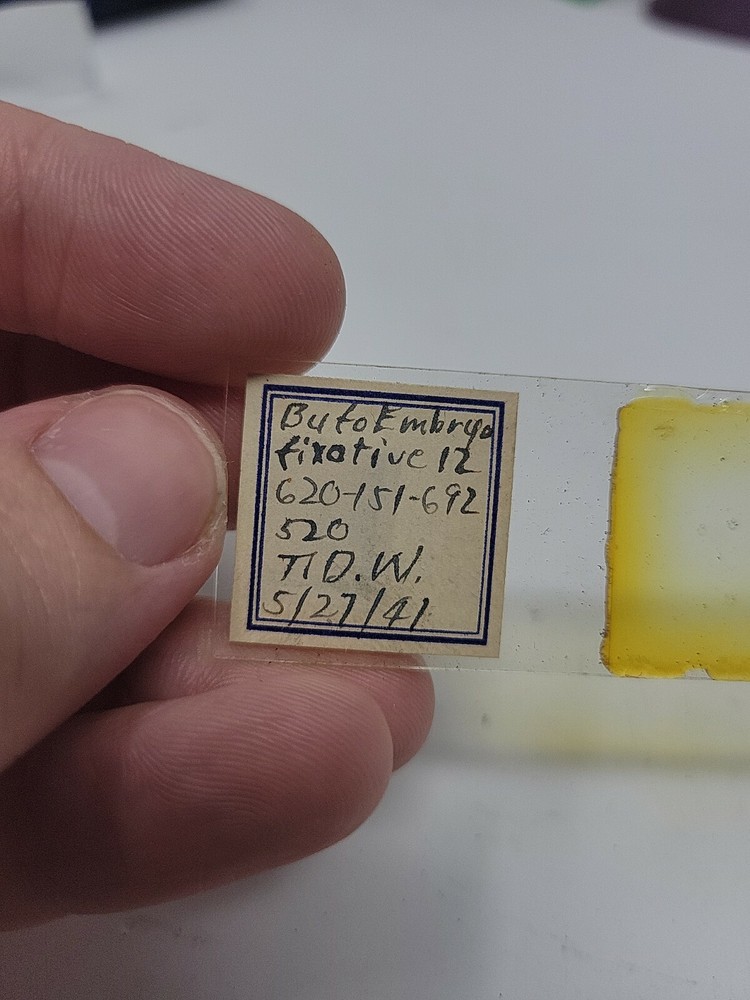 Bufo Embryo
fixative 12
620-151-692
520
D.W.
5/27/41